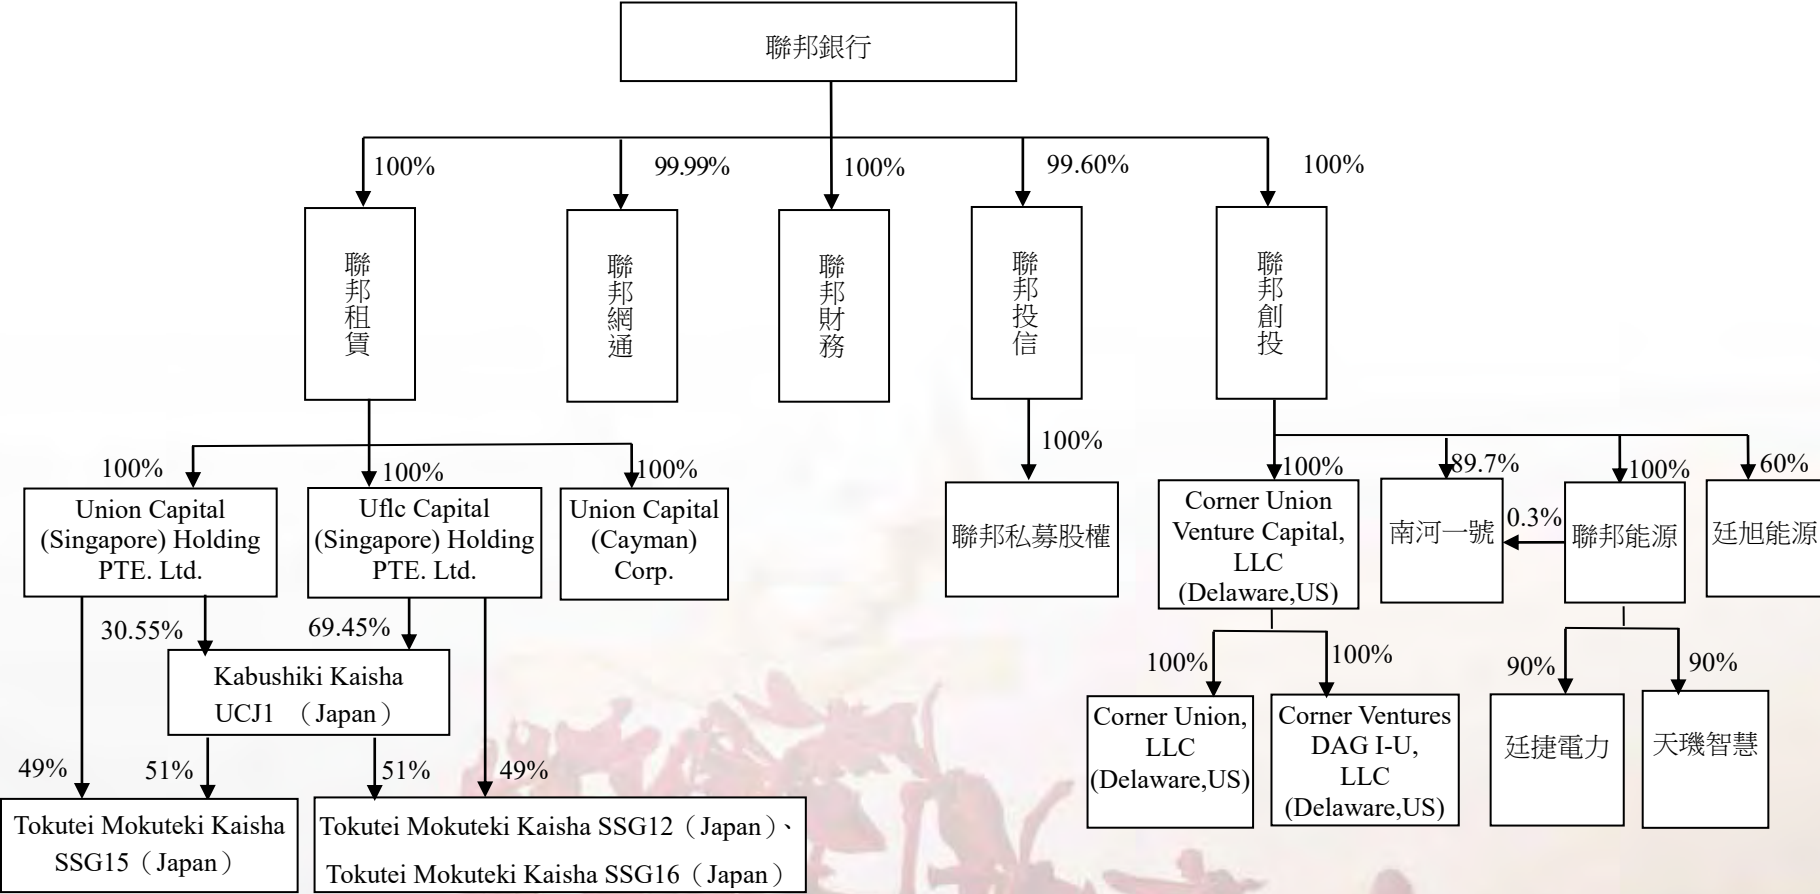 聯邦銀行
100%
99.99%
100%
99.60%
100%
聯邦租賃
聯邦網通
聯邦財務
聯邦投信
聯邦創投
100%
100%
100%
100%
100%
89.7%
100%
60%
Union Capital
(Singapore) Holding
PTE. Ltd.
Uflc Capital
(Singapore) Holding
PTE. Ltd.
Union Capital
(Cayman)
Corp.
聯邦私募股權
Corner Union
Venture Capital,
LLC
(Delaware,US)
南河一號
0.3%
聯邦能源
廷旭能源
30.55%
69.45%
Kabushiki Kaisha
UCJ1 （Japan）
100%
100%
90%
90%
Corner Union,
LLC
(Delaware,US)
Corner Ventures
DAG I-U,
LLC
(Delaware,US)
廷捷電力
天璣智慧
49%
51%
51%
49%
Tokutei Mokuteki Kaisha
SSG15（Japan）
Tokutei Mokuteki Kaisha SSG12（Japan）、
Tokutei Mokuteki Kaisha SSG16（Japan）